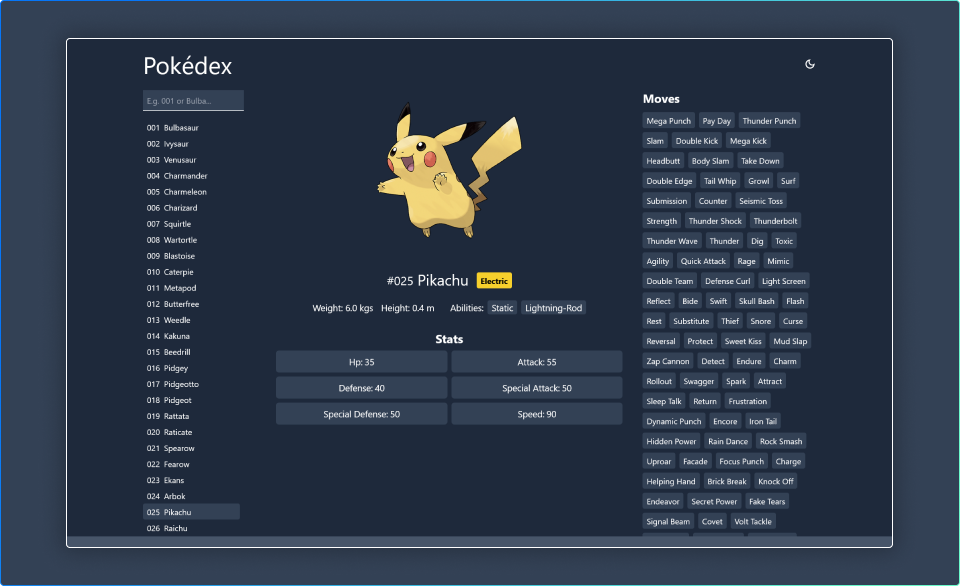 Pokédex
E.g. 001 or Bulba...
001 Bulbasaur
002 Ivysaur
003 Venusaur
004 Charmander
005 Charmeleon
006 Charizard
007 Squirtle
008 Wartortle
009 Blastoise
010 Caterpie
011 Metapod
012 Butterfree
013 Weedle
014 Kakuna
015 Beedrill
016 Pidgey
017 Pidgeotto
018 Pidgeot
019 Rattata
020 Raticate
021 Spearow
022 Fearow
023 Ekans
024 Arbok
025 Pikachu
026 Raichu
#025 Pikachu Electric
Weight: 6.0 kgs Height: 0.4 m Abilities: Static Lightning-Rod
Stats
Hp: 35 Attack: 55
Defense: 40 Special Attack: 50
Special Defense: 50 Speed: 90
Moves
Mega Punch Pay Day Thunder Punch
Slam Double Kick Mega Kick
Headbutt Body Slam Take Down
Double Edge Tail Whip Growl Surf
Submission Counter Seismic Toss
Strength Thunder Shock Thunderbolt
Thunder Wave Thunder Dig Toxic
Agility Quick Attack Rage Mimic
Double Team Defense Curl Light Screen
Reflect Bide Swift Skull Bash Flash
Rest Substitute Thief Snore Curse
Reversal Protect Sweet Kiss Mud Slap
Zap Cannon Detect Endure Charm
Rollout Swagger Spark Attract
Sleep Talk Return Frustration
Dynamic Punch Encore Iron Tail
Hidden Power Rain Dance Rock Smash
Uproar Facade Focus Punch Charge
Helping Hand Brick Break Knock Off
Endeavor Secret Power Fake Tears
Signal Beam Covet Volt Tackle